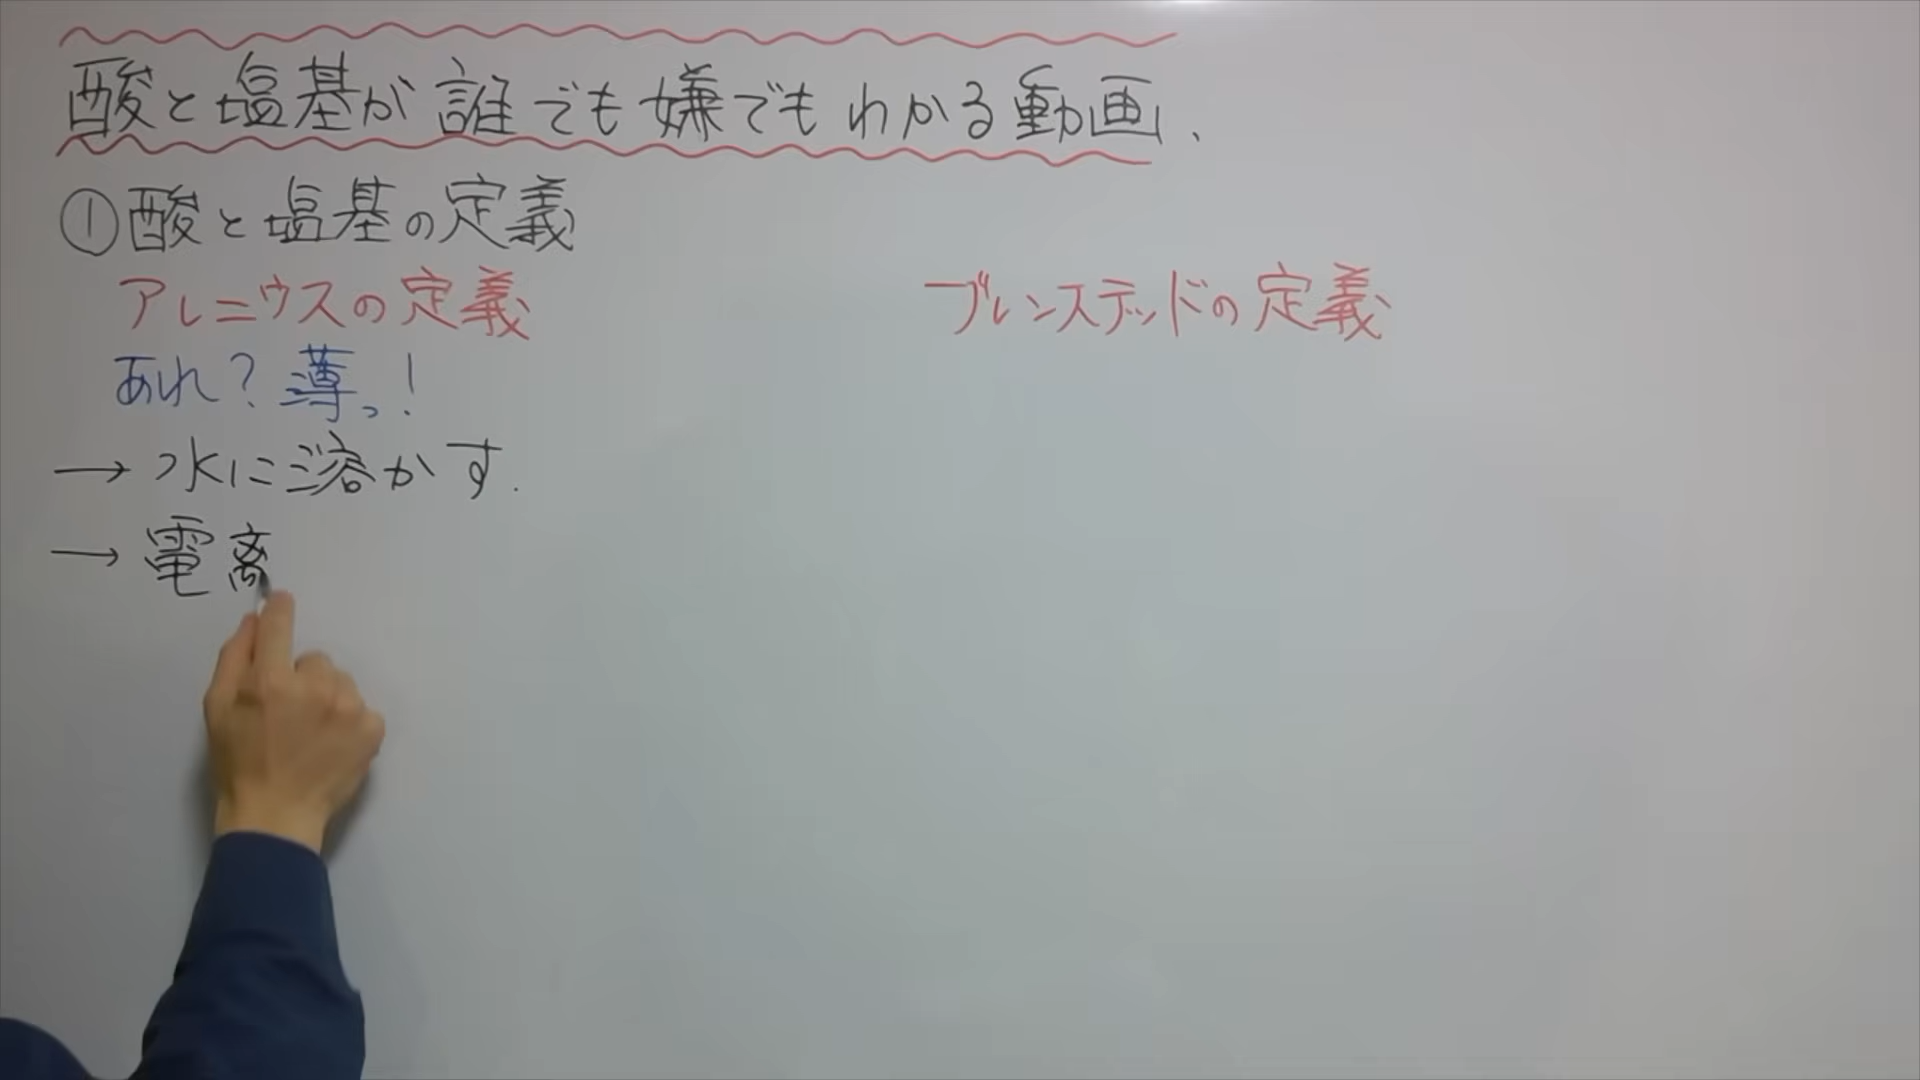 酸と塩基が誰でも嫌でもわかる動画、
①酸と塩基の定義
アレニウスの定義
ブレンステッドの定義
あれ?薄っ!
→ 水に溶かす.
→ 電离